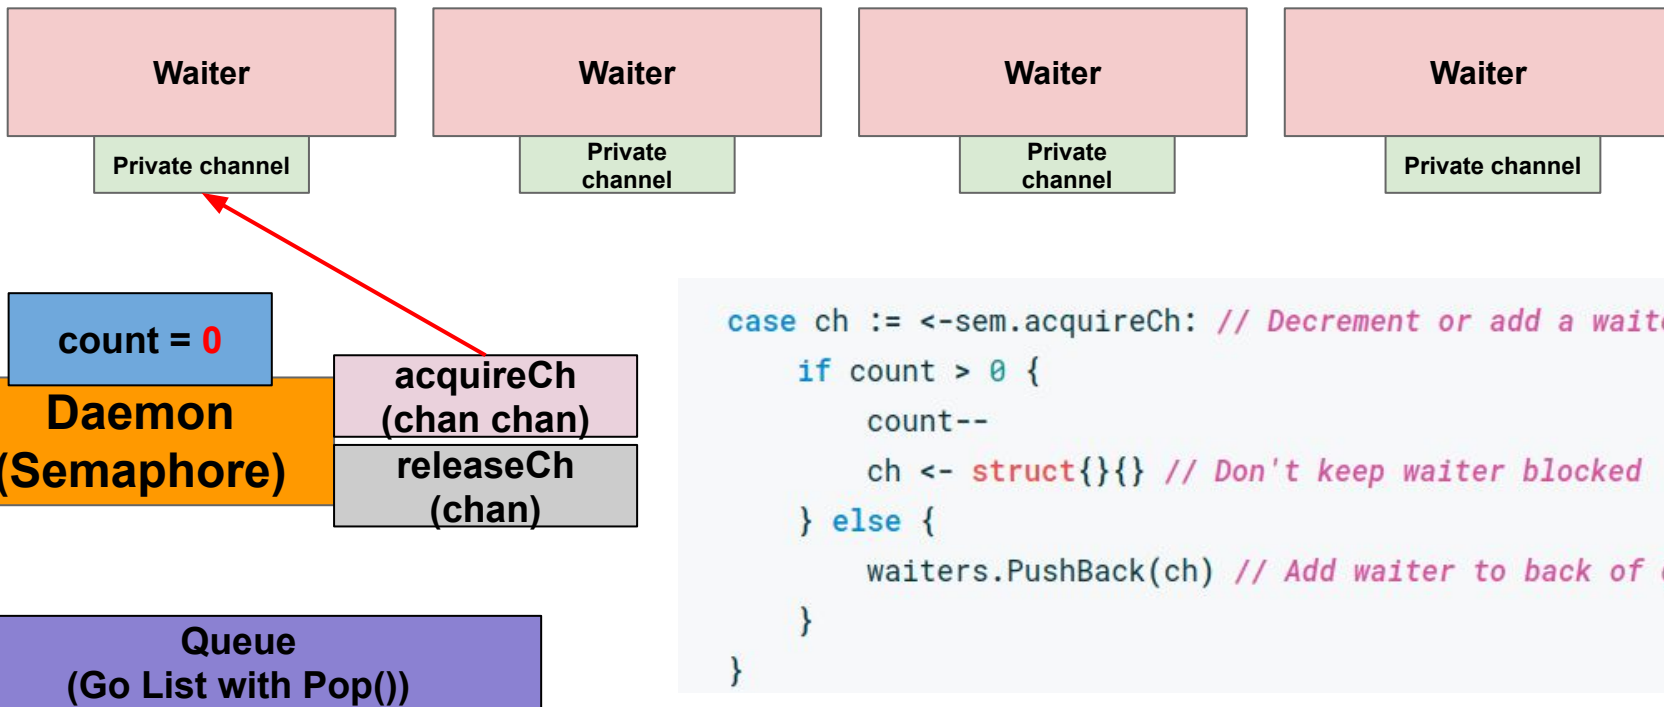 Waiter
Waiter
Waiter
Waiter
Private channel
Private
channel
Private
channel
Private channel
count = 0
Daemon
(Semaphore)
acquireCh
(chan chan)
releaseCh
(chan)
case ch := <-sem.acquireCh: // Decrement or add a
if count > 0 {
count--
ch <- struct{}{} // Don't keep waiter blocked
} else {
waiters.PushBack(ch) // Add waiter to back of
}
}
Queue
(Go List with Pop())